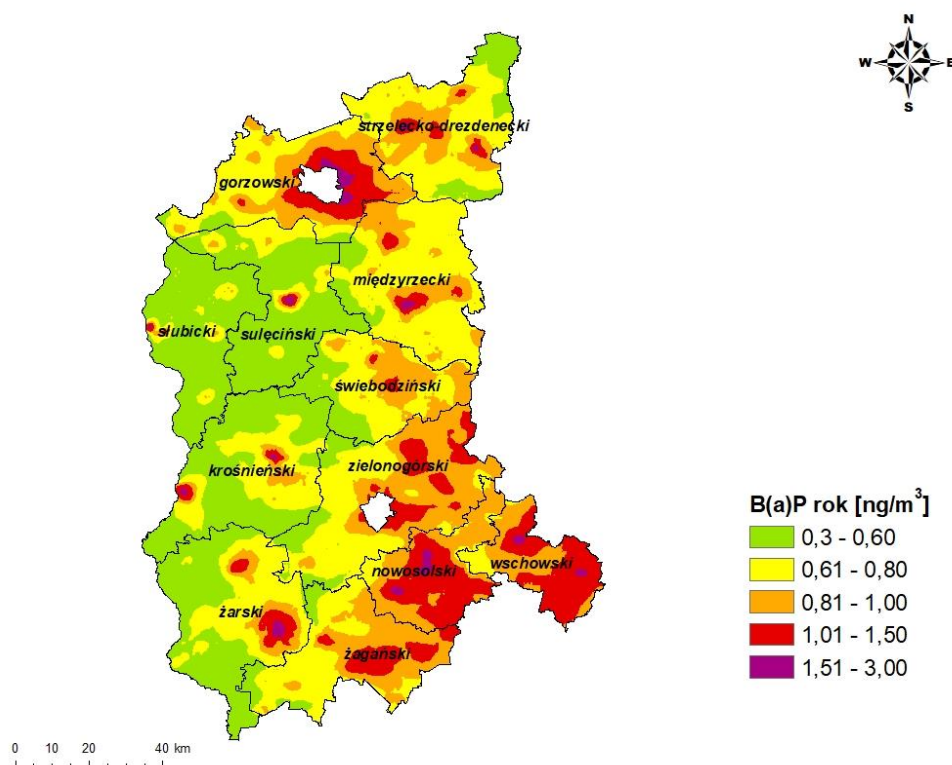 N
W E
S
strzelecko-drezdenecki
gorzowski
międzyrzecki
słubicki
sulęciński
świebodziński
krośnieński
zielonogórski
nowosolski
wschowski
żarski
żagański
B(a)P rok [ng/m³]
0,3 - 0,60
0,61 - 0,80
0,81 - 1,00
1,01 - 1,50
1,51 - 3,00
0 10 20 40 km